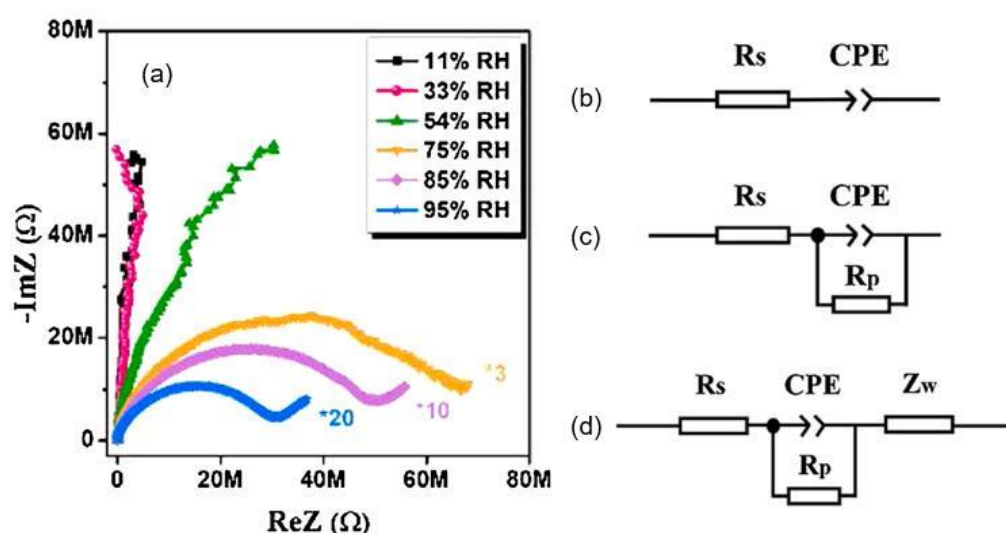 80M
(a)
11% RH
33% RH
54% RH
75% RH
85% RH
95% RH
60M
40M
20M
0
-ImZ (Ω)
*3
*10
*20
0 20M 40M 60M 80M
ReZ (Ω)
(b)
Rs CPE
(c)
Rs CPE
Rp
(d)
Rs CPE Zw
Rp